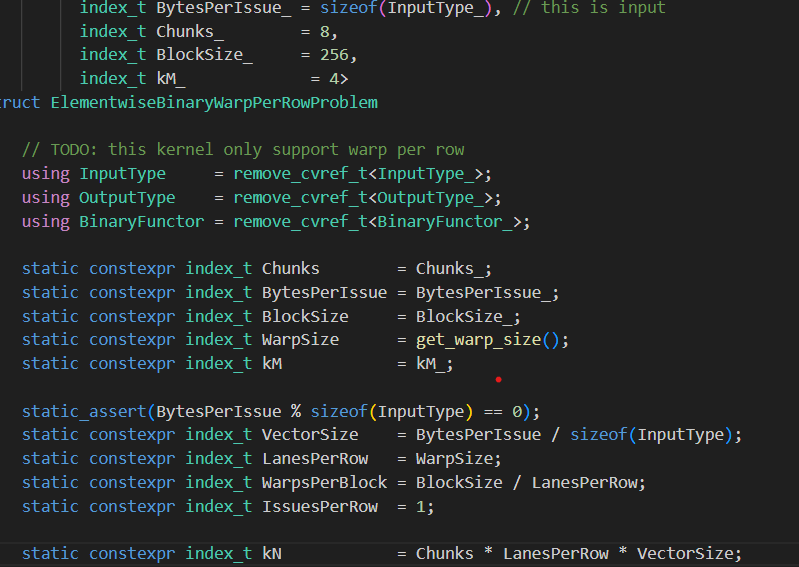 index_t BytesPerIssue_ = sizeof(InputType_), // this is input
index_t Chunks_        = 8,
index_t BlockSize_     = 256,
index_t kM_             = 4>
ruct ElementwiseBinaryWarpPerRowProblem
// TODO: this kernel only support warp per row
using InputType     = remove_cvref_t<InputType_>;
using OutputType    = remove_cvref_t<OutputType_>;
using BinaryFunctor = remove_cvref_t<BinaryFunctor_>;
static constexpr index_t Chunks        = Chunks_;
static constexpr index_t BytesPerIssue = BytesPerIssue_;
static constexpr index_t BlockSize     = BlockSize_;
static constexpr index_t WarpSize      = get_warp_size();
static constexpr index_t kM            = kM_;
static_assert(BytesPerIssue % sizeof(InputType) == 0);
static constexpr index_t VectorSize    = BytesPerIssue / sizeof(InputType);
static constexpr index_t LanesPerRow   = WarpSize;
static constexpr index_t WarpsPerBlock = BlockSize / LanesPerRow;
static constexpr index_t IssuesPerRow  = 1;
static constexpr index_t kN            = Chunks * LanesPerRow * VectorSize;